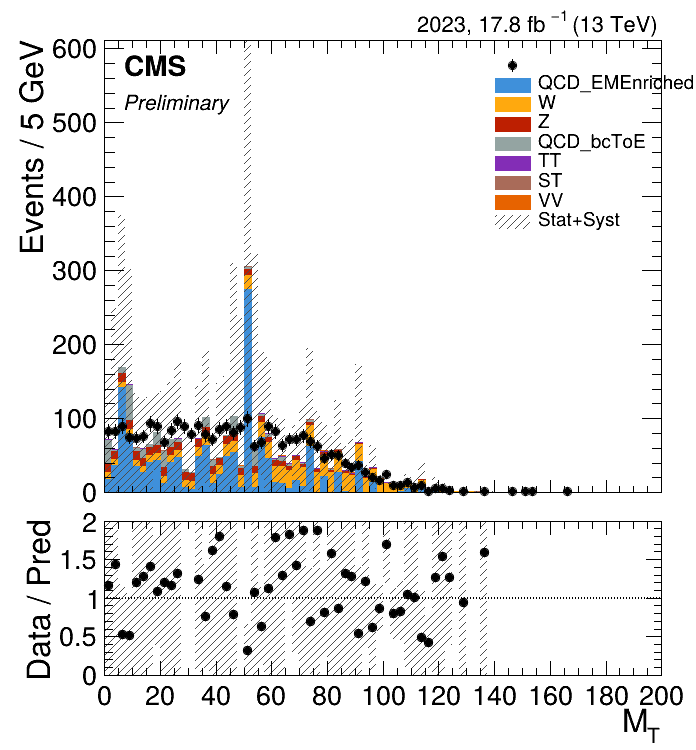 2023, 17.8 fb⁻¹ (13 TeV)
CMS
Preliminary
QCD_EMEnriched
W
Z
QCD_bcToE
TT
ST
VV
Stat+Syst
Events / 5 GeV
600
500
400
300
200
100
0
Data / Pred
2
1.5
1
0.5
0
0 20 40 60 80 100 120 140 160 180 200
M_T